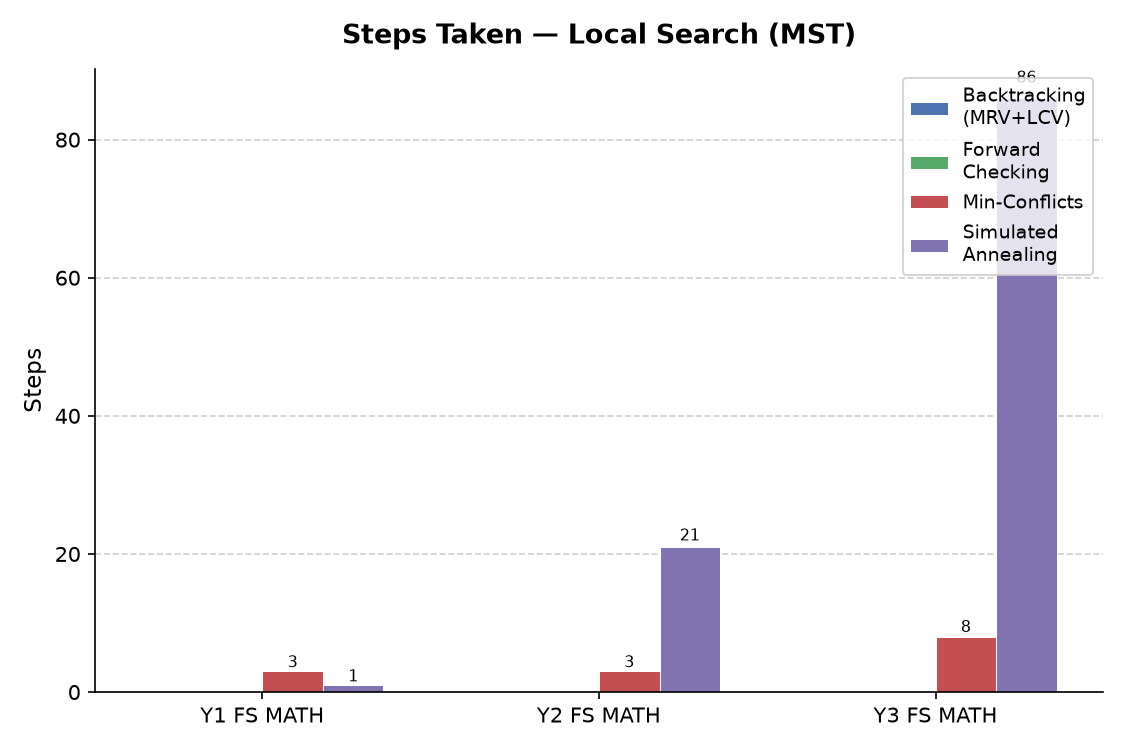 Steps Taken — Local Search (MST)
86
Backtracking
(MRV+LCV)
Forward
Checking
Min-Conflicts
Simulated
Annealing
80
60
40
20
0
Steps
21
3
1
3
8
Y1 FS MATH
Y2 FS MATH
Y3 FS MATH